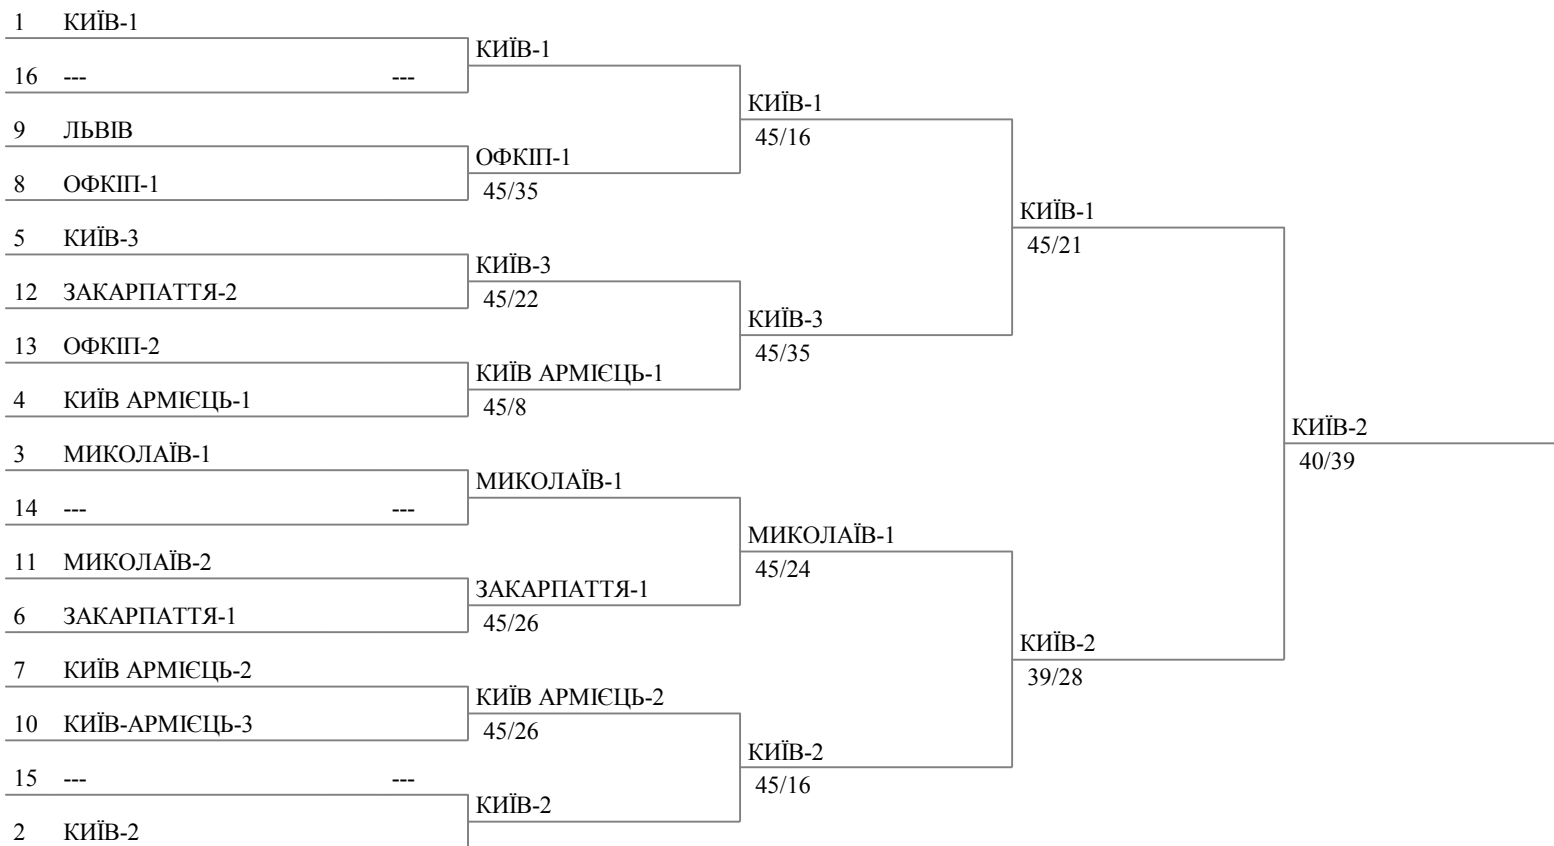 1 КИЇВ-1
КИЇВ-1
16 --- ---
КИЇВ-1
45/16
9 ЛЬВІВ
ОФКІП-1
45/35
8 ОФКІП-1
КИЇВ-1
45/21
5 КИЇВ-3
КИЇВ-3
45/22
12 ЗАКАРПАТТЯ-2
КИЇВ-3
45/35
13 ОФКІП-2
КИЇВ АРМІЄЦЬ-1
45/8
4 КИЇВ АРМІЄЦЬ-1
КИЇВ-2
40/39
3 МИКОЛАЇВ-1
МИКОЛАЇВ-1
14 --- ---
МИКОЛАЇВ-1
45/24
11 МИКОЛАЇВ-2
ЗАКАРПАТТЯ-1
45/26
6 ЗАКАРПАТТЯ-1
КИЇВ-2
39/28
7 КИЇВ АРМІЄЦЬ-2
КИЇВ АРМІЄЦЬ-2
45/26
10 КИЇВ-АРМІЄЦЬ-3
КИЇВ-2
45/16
15 --- ---
КИЇВ-2
2 КИЇВ-2